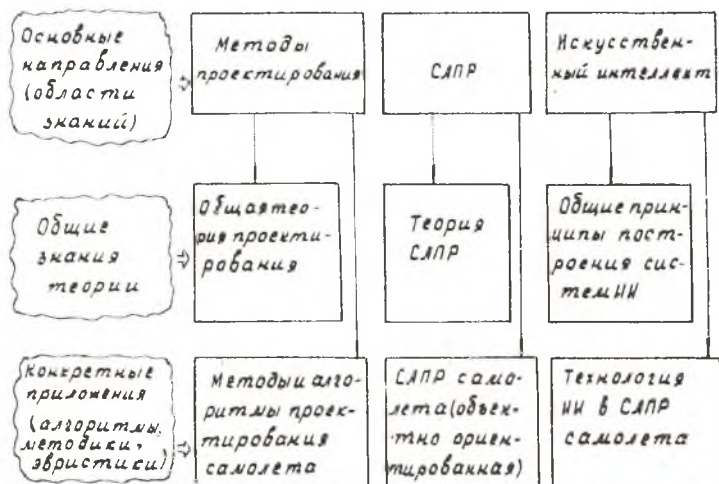 Основные
направления
(области
знаний)
Методы
проектирования
САПР
Искусствен-
ный интеллект
Общие
знания
теории
Общая тео-
рия проекти-
рования
Теория
САПР
Общие прин-
ципы пост-
роения сис-
тем ИИ
Конкретные
приложения
(алгоритмы,
методики,
эвристики)
Методы и алго-
ритмы проек-
тирования
самолета
САПР само-
лета (объек-
тно ориен-
тированная)
Технология
ИИ в САПР
самолета